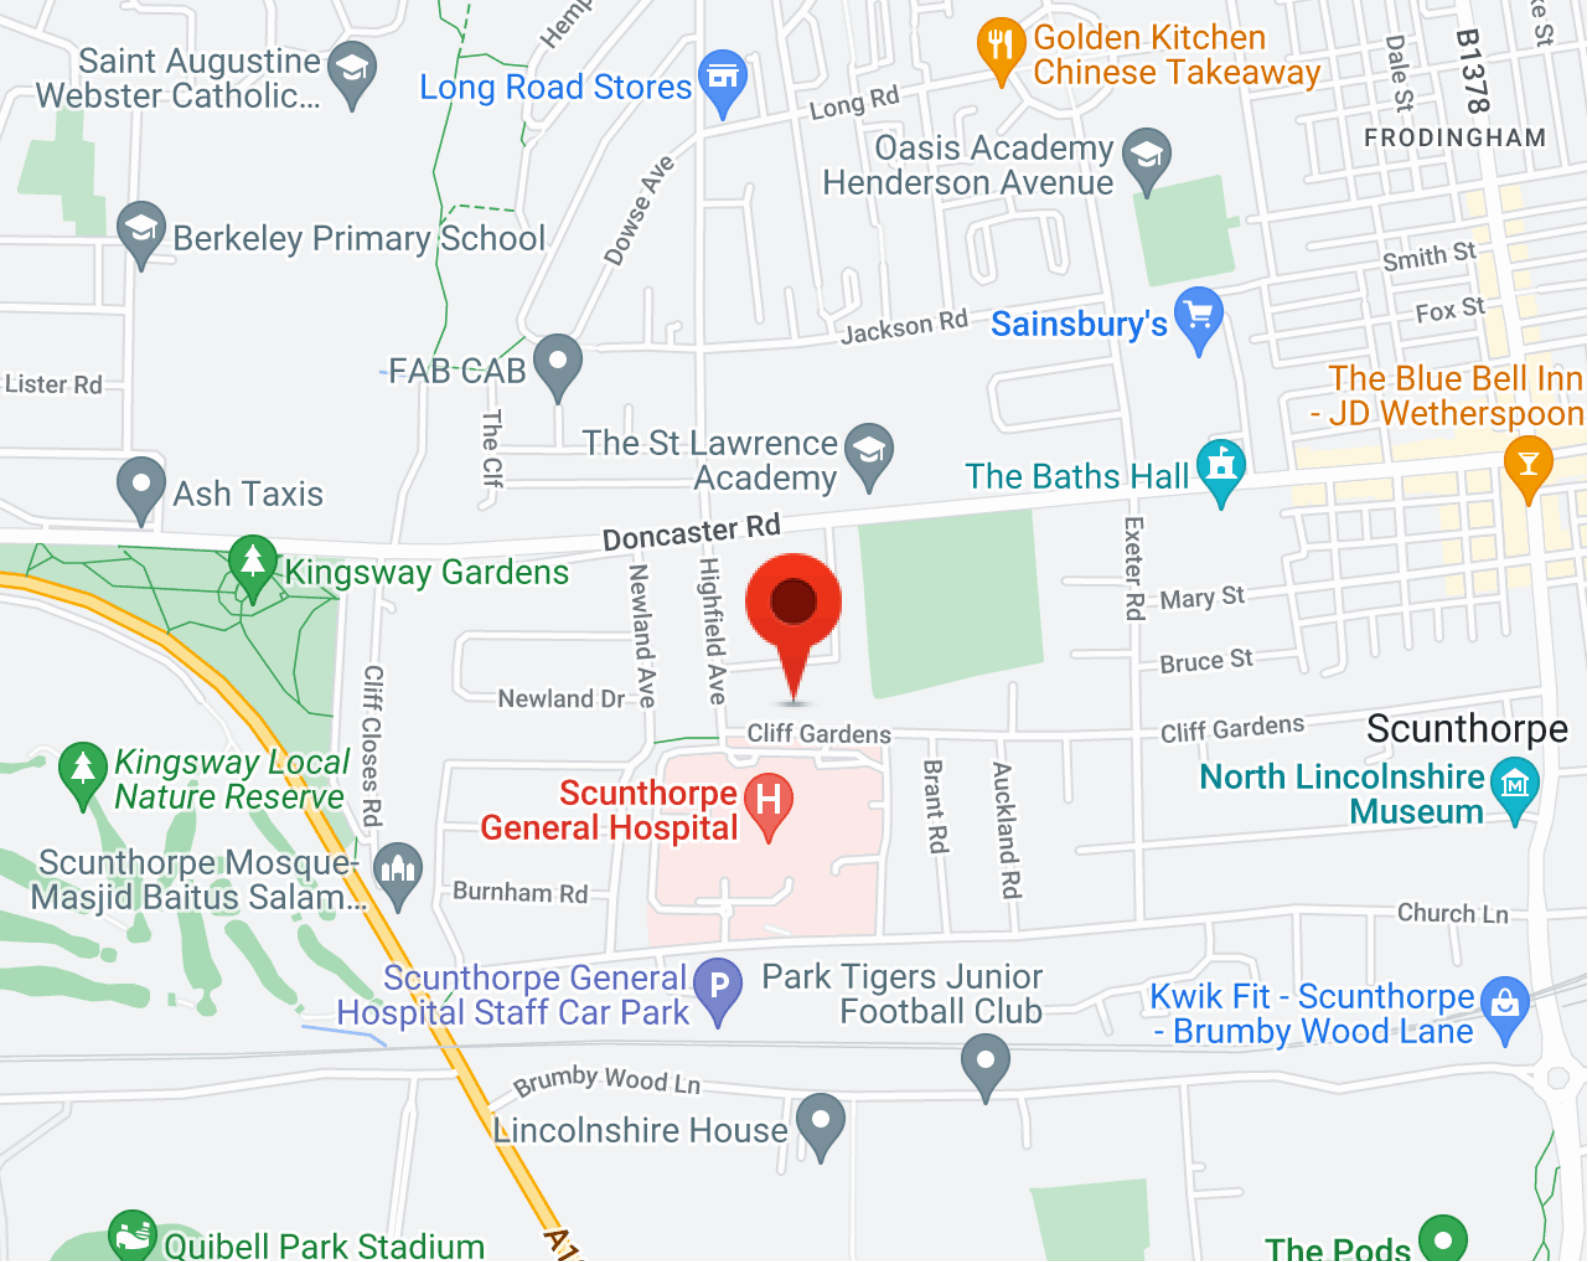 Hemp
ke St
Saint Augustine
Webster Catholic...
Long Road Stores
Golden Kitchen
Chinese Takeaway
Dale St
B1378
Long Rd
FRODINGHAM
Oasis Academy
Henderson Avenue
Dowse Ave
Berkeley Primary School
Smith St
Fox St
Jackson Rd
Sainsbury's
FAB CAB
Lister Rd
The Blue Bell Inn
- JD Wetherspoon
The Clf
The St Lawrence
Academy
The Baths Hall
Ash Taxis
Doncaster Rd
Exeter Rd
Kingsway Gardens
Newland Ave
Highfield Ave
Mary St
Bruce St
Newland Dr
Cliff Closes Rd
Cliff Gardens
Cliff Gardens
Scunthorpe
Kingsway Local
Nature Reserve
Scunthorpe
General Hospital
H
Brant Rd
Auckland Rd
North Lincolnshire
Museum
M
Scunthorpe Mosque-
Masjid Baitus Salam...
Burnham Rd
Church Ln
Scunthorpe General
Hospital Staff Car Park
P
Park Tigers Junior
Football Club
Kwik Fit - Scunthorpe
- Brumby Wood Lane
Brumby Wood Ln
Lincolnshire House
A1
Quibell Park Stadium
The Pods